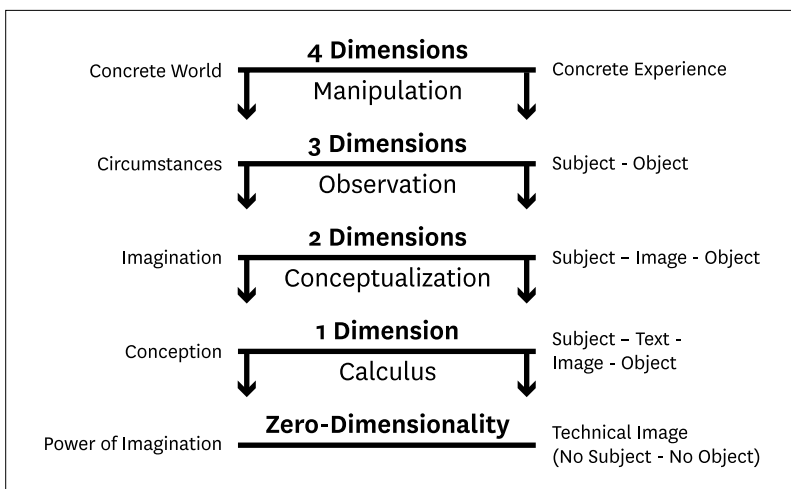 4 Dimensions
Concrete World
Concrete Experience
Manipulation
3 Dimensions
Circumstances
Subject - Object
Observation
2 Dimensions
Imagination
Subject – Image - Object
Conceptualization
1 Dimension
Conception
Subject – Text -
Image - Object
Calculus
Zero-Dimensionality
Power of Imagination
Technical Image
(No Subject - No Object)